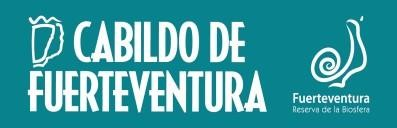 CABILDO DE
FUERTEVENTURA
Fuerteventura
Reserva de la Biosfera